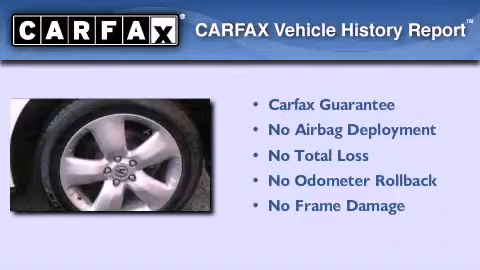 CARFAX® CARFAX Vehicle History Report™
• Carfax Guarantee
• No Airbag Deployment
• No Total Loss
• No Odometer Rollback
• No Frame Damage